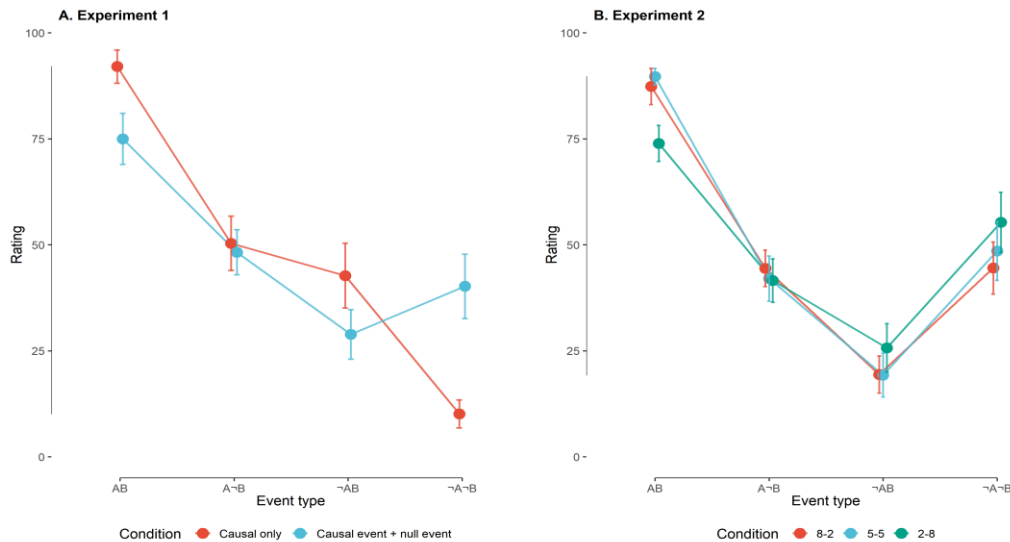 A. Experiment 1
100
75
50
25
0
Rating
AB A¬B ¬AB ¬A¬B
Event type
Condition Causal only Causal event + null event
B. Experiment 2
100
75
50
25
0
Rating
AB A¬B ¬AB ¬A¬B
Event type
Condition 8-2 5-5 2-8